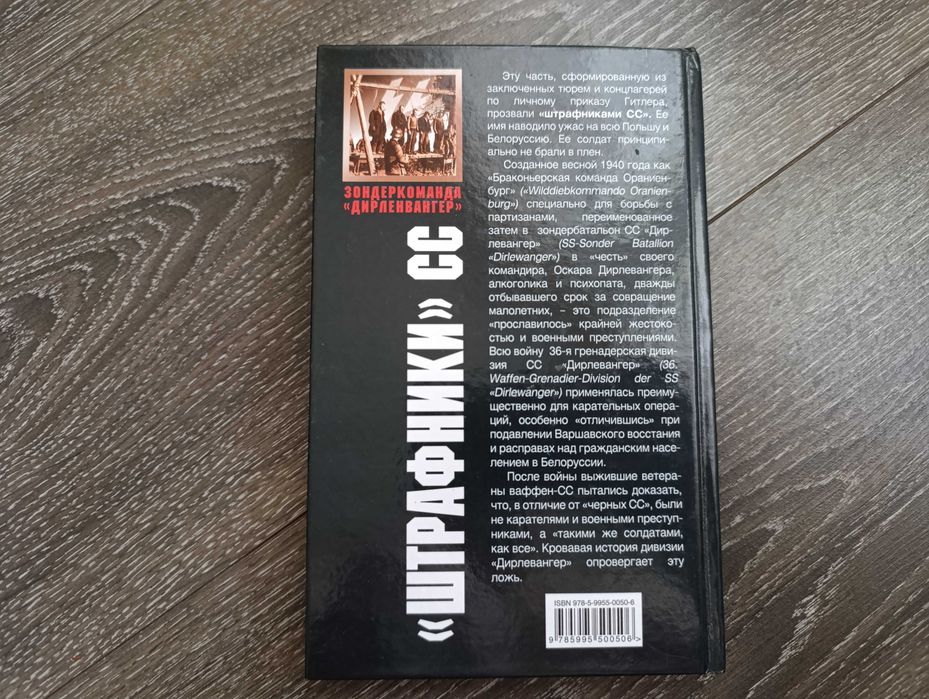 Эту часть, сформированную из
заключенных тюрем и концлагерей
по личному приказу Гитлера,
прозвали «штрафниками СС». Ее
имя наводило ужас на всю Польшу и
Белоруссию. Ее солдат принципи-
ально не брали в плен.
Созданное весной 1940 года как
«Браконьерская команда Ораниен-
бург» («Wilddiebkommando Oranien-
burg») специально для борьбы с
партизанами, переименованное
затем в зондербатальон СС «Дир-
левангер» (SS-Sonder Batallion
«Dirlewanger») в «честь» своего
командира, Оскара Дирлевангера,
алкоголика и психопата, дважды
отбывавшего срок за совращение
малолетних, – это подразделение
«прославилось» крайней жестоко-
стью и военными преступлениями.
Всю войну 36-я гренадерская диви-
зия СС «Дирлевангер» (36.
Waffen-Grenadier-Division der SS
«Dirlewanger») применялась преиму-
щественно для карательных опера-
ций, особенно «отличившись» при
подавлении Варшавского восстания
и расправах над гражданским насе-
лением в Белоруссии.
После войны выжившие ветера-
ны ваффен-СС пытались доказать,
что, в отличие от «черных СС», были
не карателями и военными преступ-
никами, а «такими же солдатами,
как все». Кровавая история дивизии
«Дирлевангер» опровергает эту
ложь.
ЗОНДЕРКОМАНДА
«ДИРЛЕНВАНГЕР»
«ШТРАФНИКИ» СС
ISBN 978-5-9955-0050-6
9 785995 500506 >